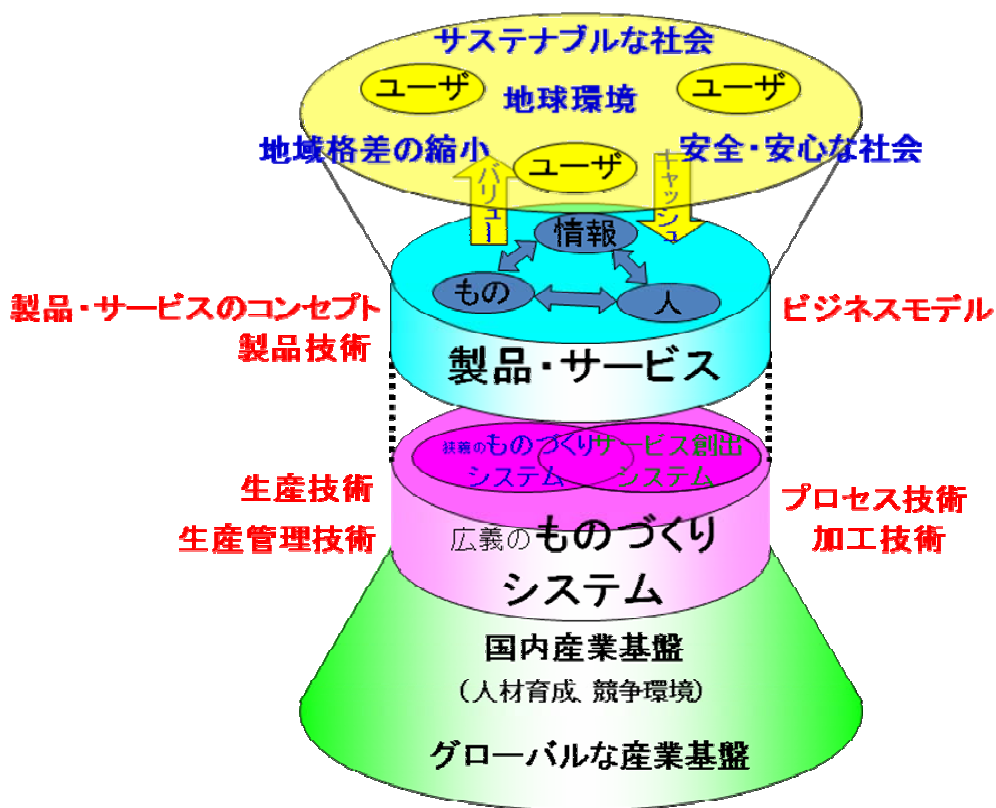 サステナブルな社会
ユーザ
ユーザ
地球環境
地域格差の縮小
ユーザ
安全・安心な社会
バリュー
キャッシュ
情報
もの
人
製品・サービスのコンセプト
製品技術
ビジネスモデル
製品・サービス
狭義のものづくり
システム
サービス創出
システム
生産技術
生産管理技術
プロセス技術
加工技術
広義のものづくり
システム
国内産業基盤
（人材育成、競争環境）
グローバルな産業基盤